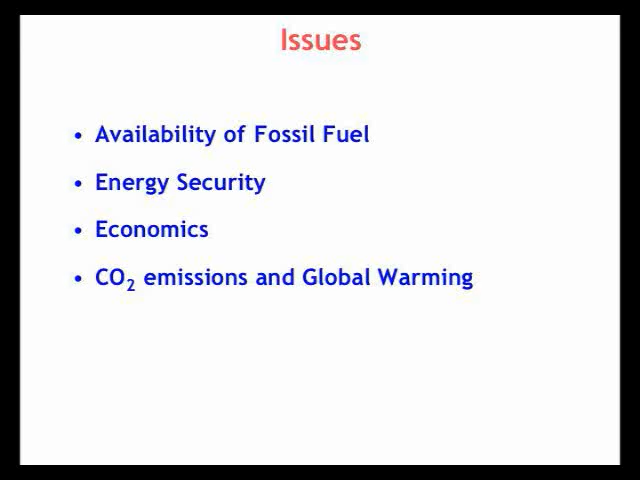 Issues
• Availability of Fossil Fuel
• Energy Security
• Economics
• CO₂ emissions and Global Warming